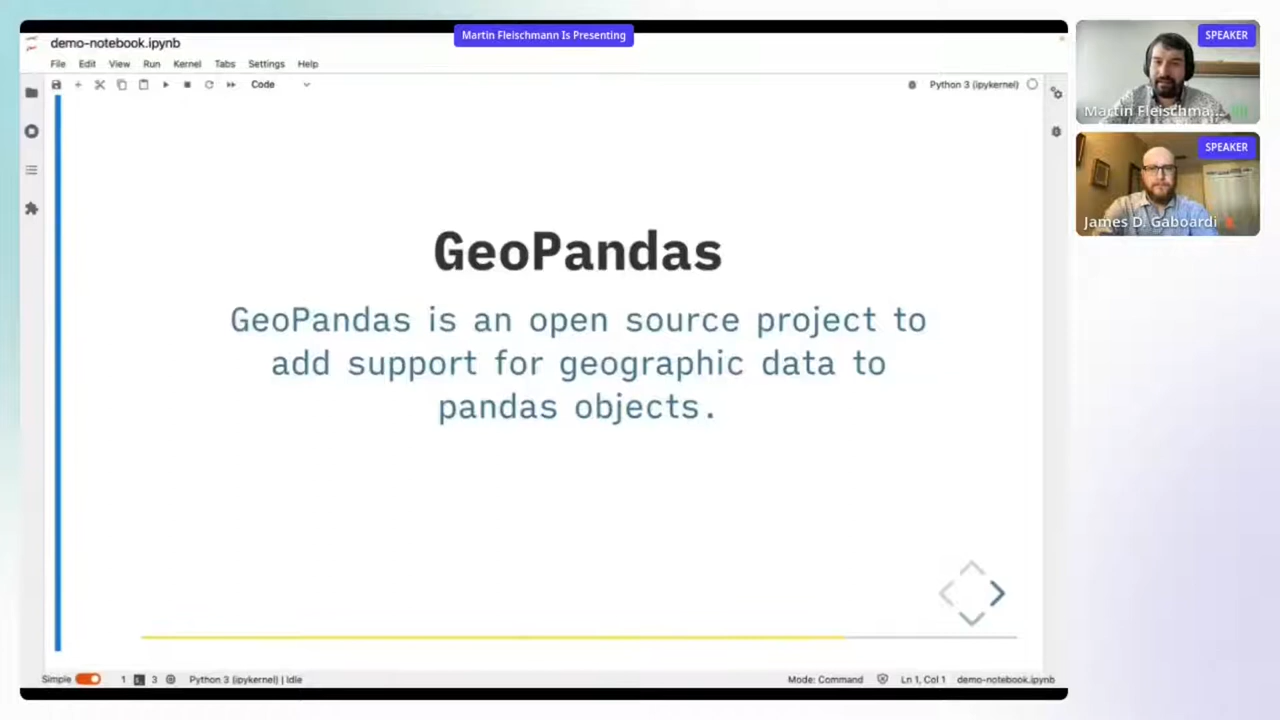 Martin Fleischmann Is Presenting
demo-notebook.ipynb
File Edit View Run Kernel Tabs Settings Help
Code
Python 3 (ipykernel)
GeoPandas
GeoPandas is an open source project to
add support for geographic data to
pandas objects.
Simple 1 3 Python 3 (ipykernel) | Idle
Mode: Command Ln 1, Col 1 demo-notebook.ipynb
SPEAKER
Martin Fleischma...
SPEAKER
James D. Gaboardi